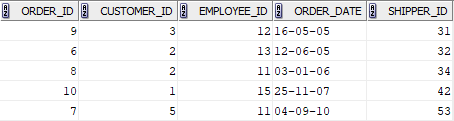 ORDER_ID CUSTOMER_ID EMPLOYEE_ID ORDER_DATE SHIPPER_ID
9 3 12 16-05-05 31
6 2 13 12-06-05 32
8 2 11 03-01-06 34
10 1 15 25-11-07 42
7 5 11 04-09-10 53